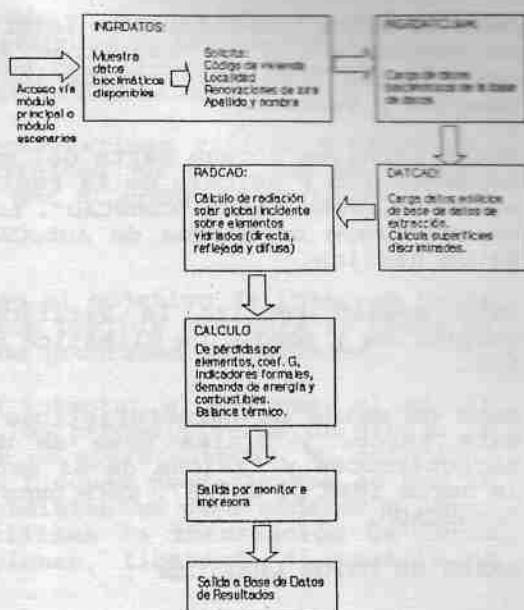 INGRDATOS:
Muestra
datos
bioclimáticos
disponibles
Solicita:
Código de vivienda
Localidad
Renovaciones de aire
Apellido y nombre
Acceso vía
módulo
principal o
módulo
escenarios
Carga de datos
bioclimáticos de la base
de datos.
RADCAD:
Cálculo de radiación
solar global incidente
sobre elementos
vidriados (directa,
reflejada y difusa)
DATCAD:
Carga datos edilicios
de base de datos de
extracción.
Calcula superficies
discriminadas.
CALCULO
De pérdidas por
elementos, coef. G,
indicadores formales,
demanda de energía y
combustibles.
Balance térmico.
Salida por monitor e
impresora
Salida a Base de Datos
de Resultados